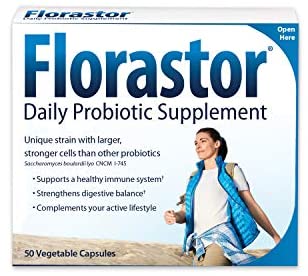 Open
Here
Florastor®
Daily Probiotic Supplement
Unique strain with larger,
stronger cells than other probiotics
Saccharomyces boulardii lyo CNCM I-745
• Supports a healthy immune system†
• Strengthens digestive balance†
• Complements your active lifestyle
50 Vegetable Capsules